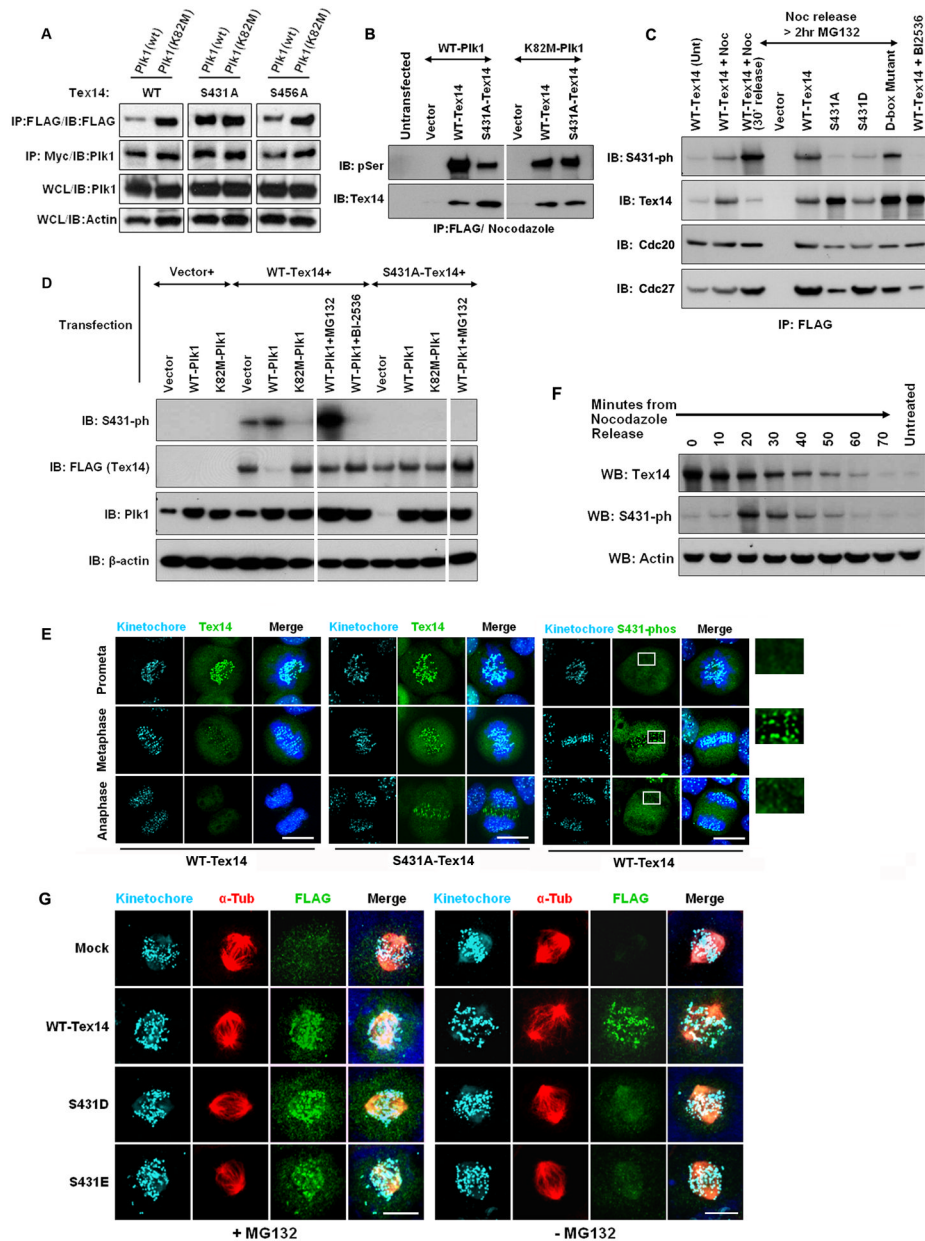 A
Plk1(wt)
Plk1(K82M)
Plk1(wt)
Plk1(K82M)
Plk1(wt)
Plk1(K82M)
Tex14: WT S431A S456A
IP:FLAG/IB:FLAG
IP: Myc/IB:Plk1
WCL/IB:Plk1
WCL/IB:Actin
B
WT-Plk1 K82M-Plk1
Untransfected
Vector
WT-Tex14
S431A-Tex14
Vector
WT-Tex14
S431A-Tex14
IB: pSer
IB:Tex14
IP:FLAG/ Nocodazole
C
Noc release
> 2hr MG132
WT-Tex14 (Unt)
WT-Tex14 + Noc
WT-Tex14 + Noc
(30' release)
Vector
WT-Tex14
S431A
S431D
D-box Mutant
WT-Tex14 + BI2536
IB: S431-ph
IB: Tex14
IB: Cdc20
IB: Cdc27
IP: FLAG
D
Vector+ WT-Tex14+ S431A-Tex14+
Transfection
Vector
WT-Plk1
K82M-Plk1
Vector
WT-Plk1
K82M-Plk1
WT-Plk1+MG132
WT-Plk1+BI-2536
Vector
WT-Plk1
K82M-Plk1
WT-Plk1+MG132
IB: S431-ph
IB: FLAG (Tex14)
IB: Plk1
IB: β-actin
F
Minutes from
Nocodazole
Release
0 10 20 30 40 50 60 70 Untreated
WB: Tex14
WB: S431-ph
WB: Actin
E
Kinetochore Tex14 Merge Kinetochore Tex14 Merge Kinetochore S431-phos Merge
Prometa
Metaphase
Anaphase
WT-Tex14 S431A-Tex14 WT-Tex14
G
Kinetochore α-Tub FLAG Merge Kinetochore α-Tub FLAG Merge
Mock
WT-Tex14
S431D
S431E
+ MG132 - MG132